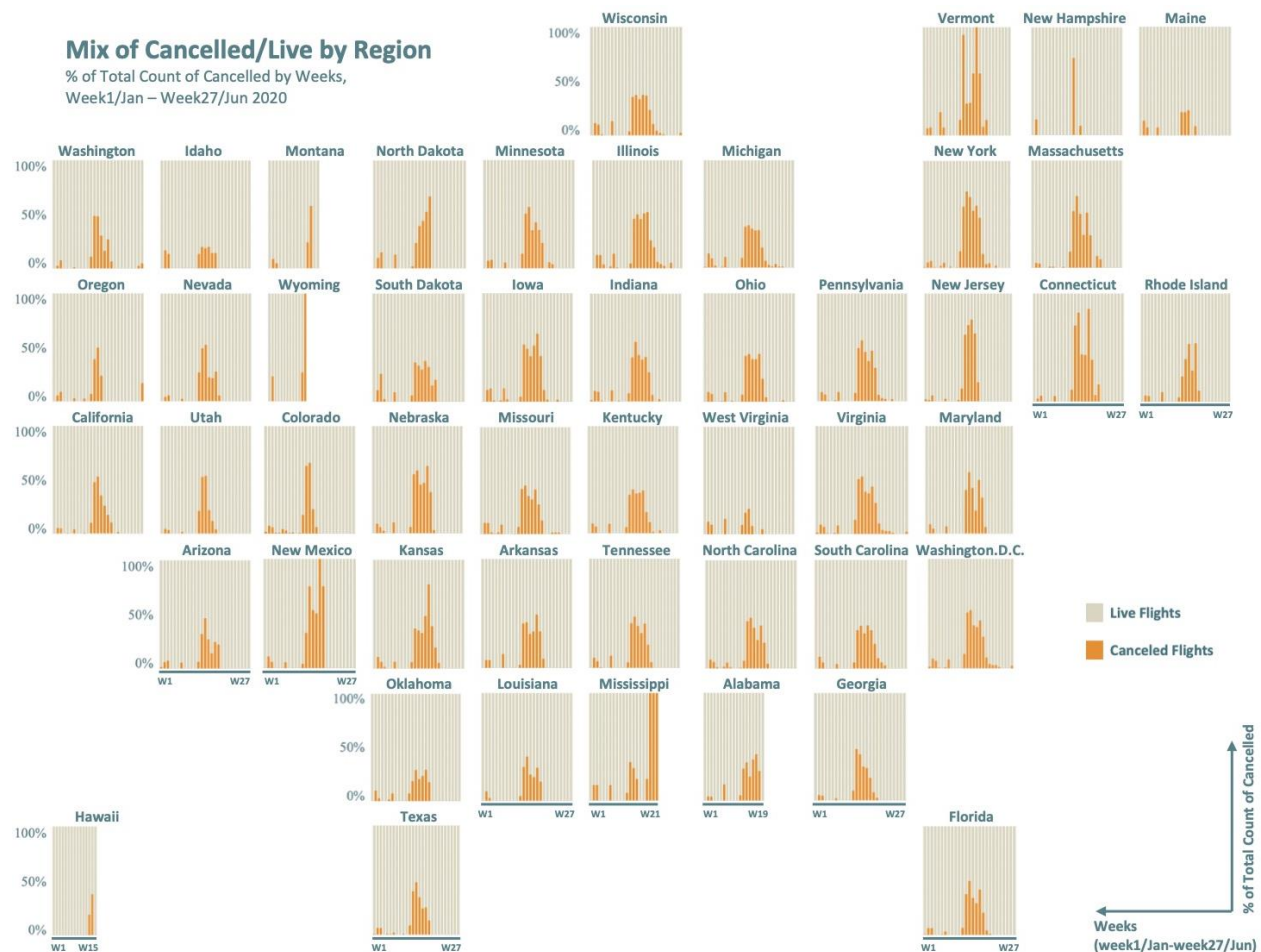 Mix of Cancelled/Live by Region
% of Total Count of Cancelled by Weeks,
Week1/Jan – Week27/Jun 2020
Wisconsin
Vermont
New Hampshire
Maine
100%
50%
0%
Washington
Idaho
Montana
North Dakota
Minnesota
Illinois
Michigan
New York
Massachusetts
100%
50%
0%
Oregon
Nevada
Wyoming
South Dakota
Iowa
Indiana
Ohio
Pennsylvania
New Jersey
Connecticut
Rhode Island
100%
50%
0%
W1
W27
W1
W27
California
Utah
Colorado
Nebraska
Missouri
Kentucky
West Virginia
Virginia
Maryland
100%
50%
0%
Arizona
New Mexico
Kansas
Arkansas
Tennessee
North Carolina
South Carolina
Washington.D.C.
100%
50%
0%
W1
W27
W1
W27
Live Flights
Canceled Flights
Oklahoma
Louisiana
Mississippi
Alabama
Georgia
100%
50%
0%
W1
W27
W1
W21
W1
W19
W1
W27
Hawaii
Texas
Florida
100%
50%
0%
W1
W15
W1
W27
W1
W27
% of Total Count of Cancelled
Weeks
(week1/Jan-week27/Jun)